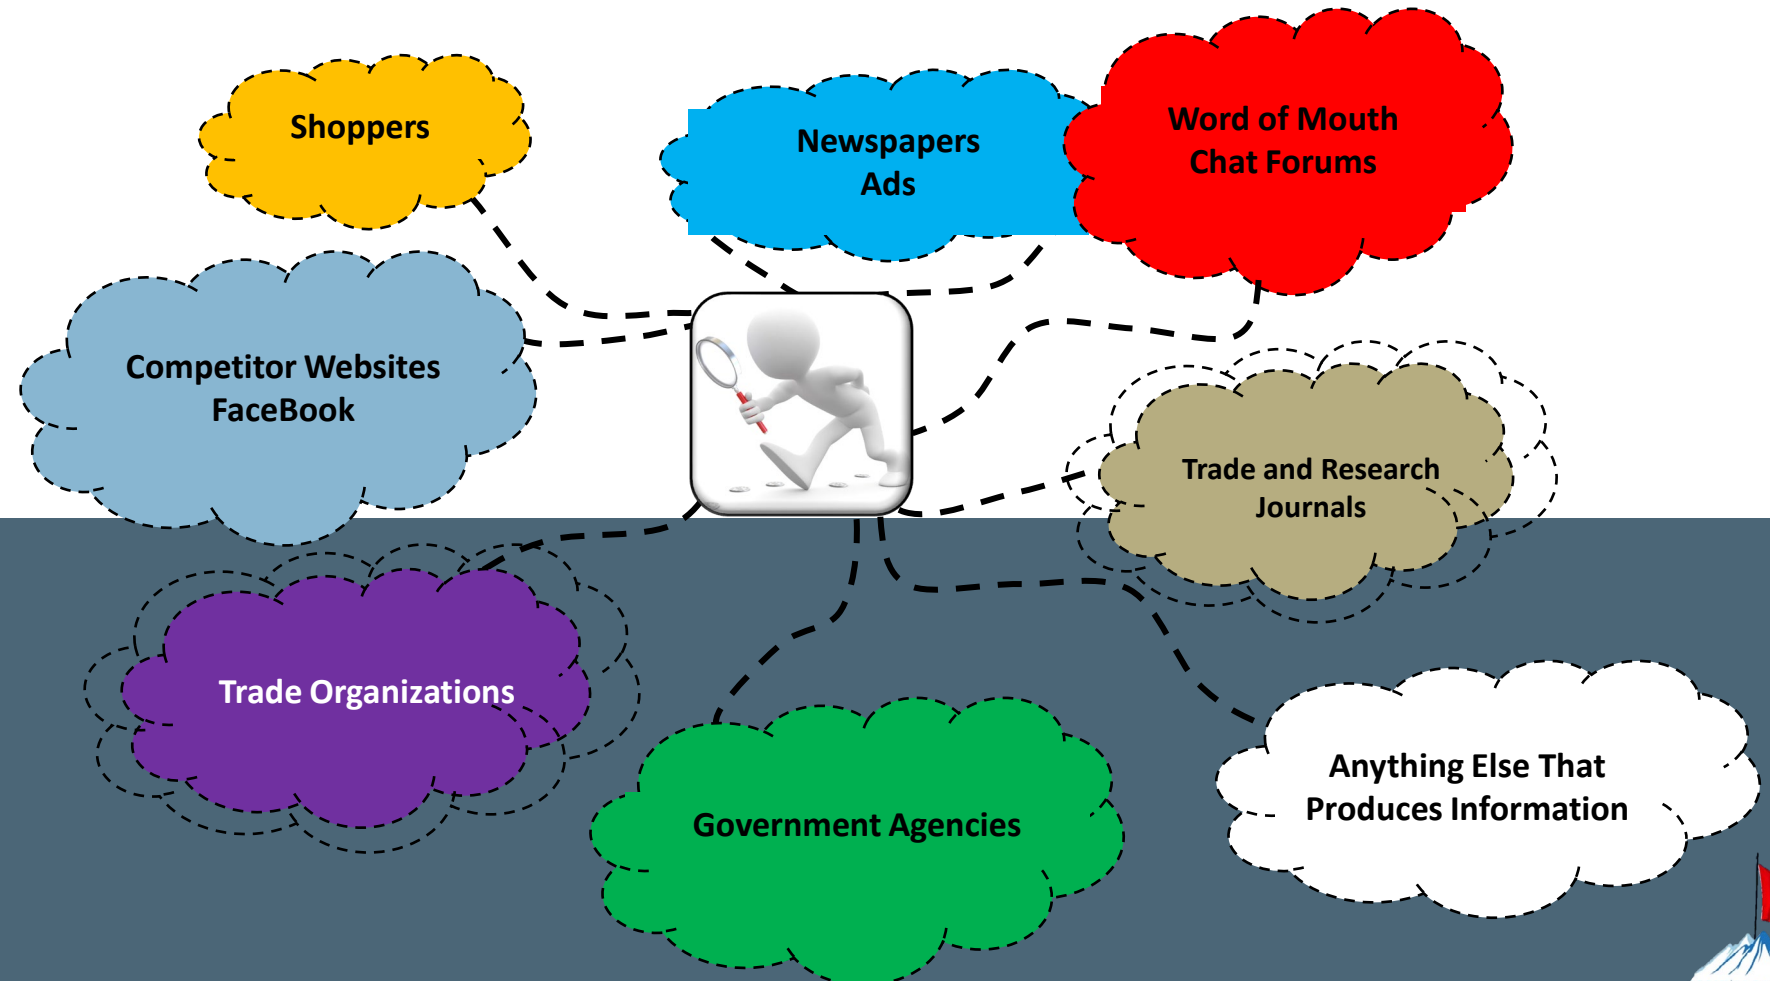 Shoppers
Newspapers
Ads
Word of Mouth
Chat Forums
Competitor Websites
FaceBook
Trade and Research
Journals
Trade Organizations
Government Agencies
Anything Else That
Produces Information